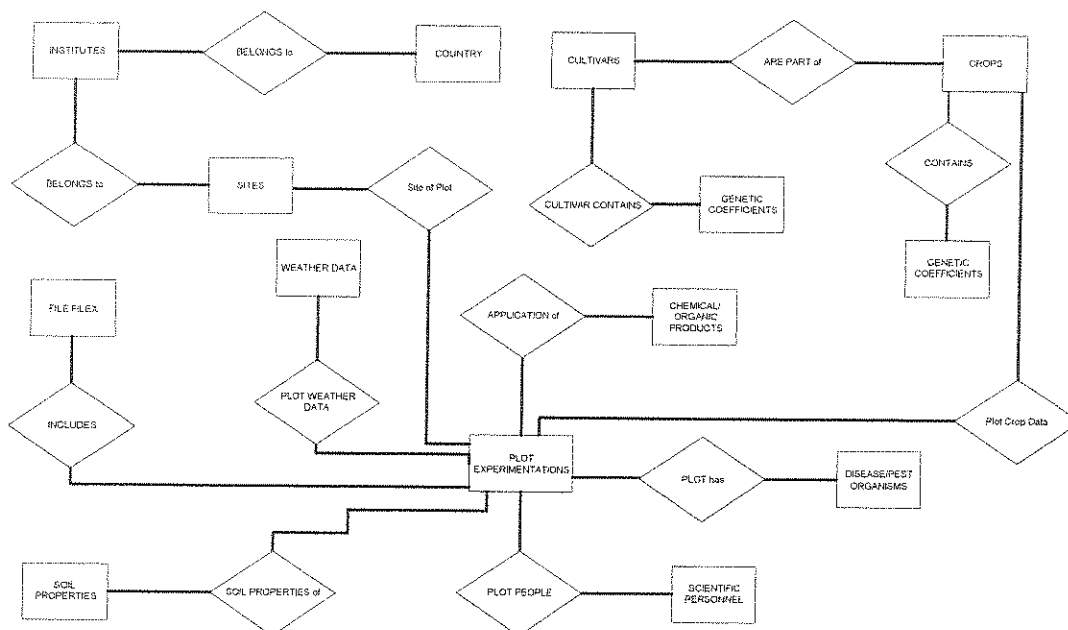 INSTITUTES
BELONGS to
COUNTRY
CULTIVARS
ARE PART of
CROPS
BELONGS to
SITES
Site of Plot
CONTAINS
CULTIVAR CONTAINS
GENETIC
COEFFICIENTS
WEATHER DATA
GENETIC
COEFFICIENTS
FILE FILEX
APPLICATION of
CHEMICAL/
ORGANIC
PRODUCTS
PLOT WEATHER
DATA
INCLUDES
Plot Crop Data
PLOT
EXPERIMENTATIONS
PLOT has
DISEASE/PEST
ORGANISMS
SOIL
PROPERTIES
SOIL PROPERTIES of
PLOT PEOPLE
SCIENTIFIC
PERSONNEL